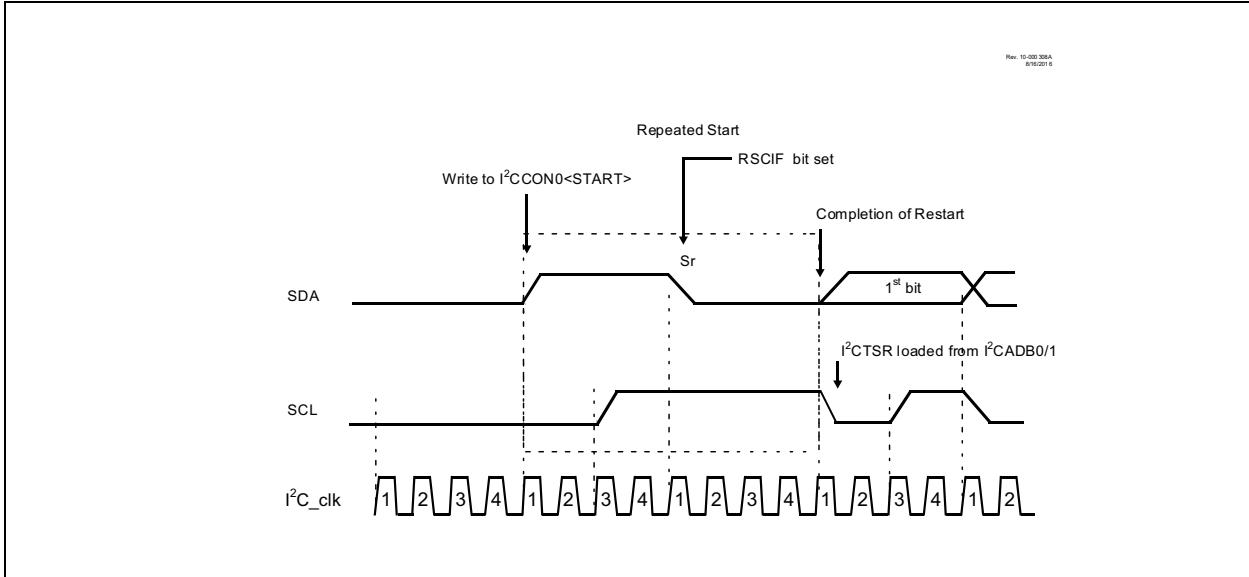 Rev. 10-000 308A
8/16/2016
Repeated Start
RSCIF bit set
Write to I²CCON0<START>
Completion of Restart
Sr
SDA
1st bit
I²CTSR loaded from I²CADB0/1
SCL
I²C_clk 1 2 3 4 1 2 3 4 1 2 3 4 1 2 3 4 1 2